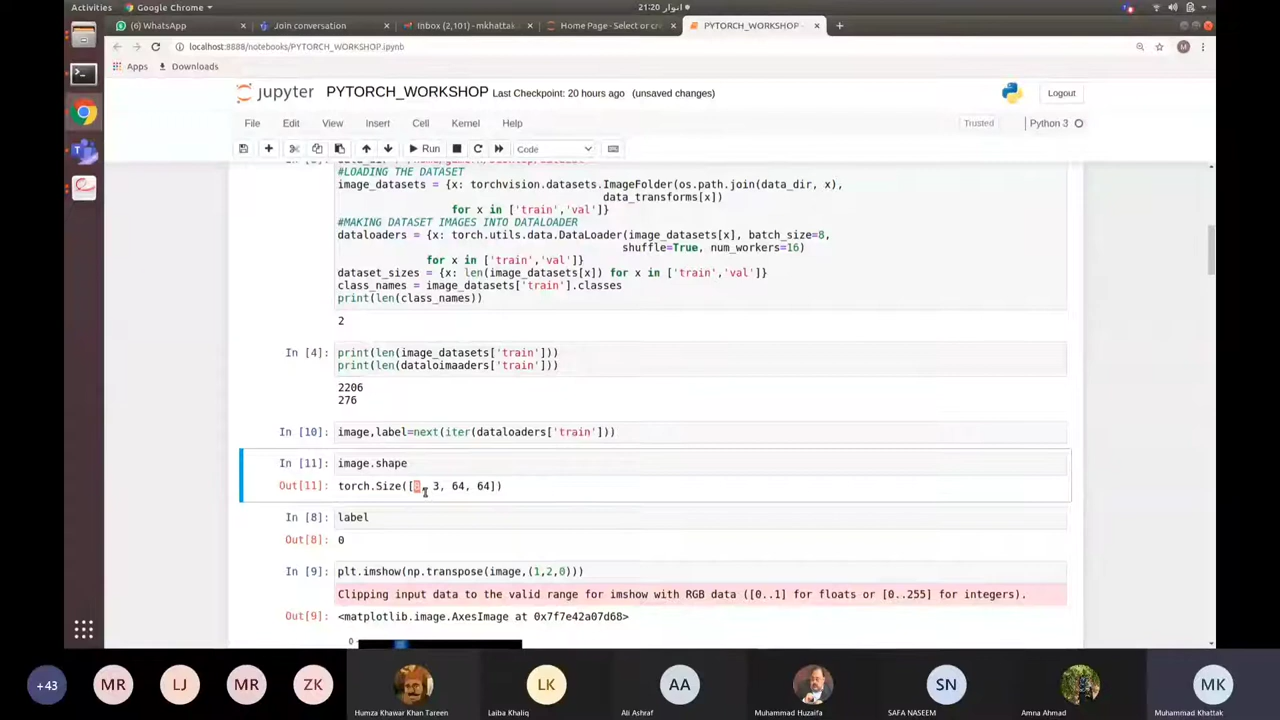 Activities
Google Chrome
21:20 اتوار
(5) WhatsApp
Join conversation
Inbox (2,101) - mkhattak
Home Page - Select or cre
PYTORCH_WORKSHOP -
localhost:8888/notebooks/PYTORCH_WORKSHOP.ipynb
Apps
Downloads
M
jupyter
PYTORCH_WORKSHOP Last Checkpoint: 20 hours ago (unsaved changes)
Logout
File Edit View Insert Cell Kernel Help
Trusted
Python 3
Run
Code
#LOADING THE DATASET
image_datasets = {x: torchvision.datasets.ImageFolder(os.path.join(data_dir, x),
data_transforms[x])
for x in ['train','val']}
#MAKING DATASET IMAGES INTO DATALOADER
dataloaders = {x: torch.utils.data.DataLoader(image_datasets[x], batch_size=8,
shuffle=True, num_workers=16)
for x in ['train','val']}
dataset_sizes = {x: len(image_datasets[x]) for x in ['train','val']}
class_names = image_datasets['train'].classes
print(len(class_names))
2
In [4]: print(len(image_datasets['train']))
print(len(dataloimaaders['train']))
2206
276
In [10]: image,label=next(iter(dataloaders['train']))
In [11]: image.shape
Out[11]: torch.Size([8, 3, 64, 64])
In [8]: label
Out[8]: 0
In [9]: plt.imshow(np.transpose(image,(1,2,0)))
Clipping input data to the valid range for imshow with RGB data ([0..1] for floats or [0..255] for integers).
Out[9]: <matplotlib.image.AxesImage at 0x7f7e42a07d68>
0
+43
MR
LJ
MR
ZK
LK
AA
SN
MK
Humza Khawar Khan Tareen
Laiba Khaliq
Ali Ashraf
Muhammad Huzaifa
SAFA NASEEM
Amna Ahmad
Muhammad Khattak